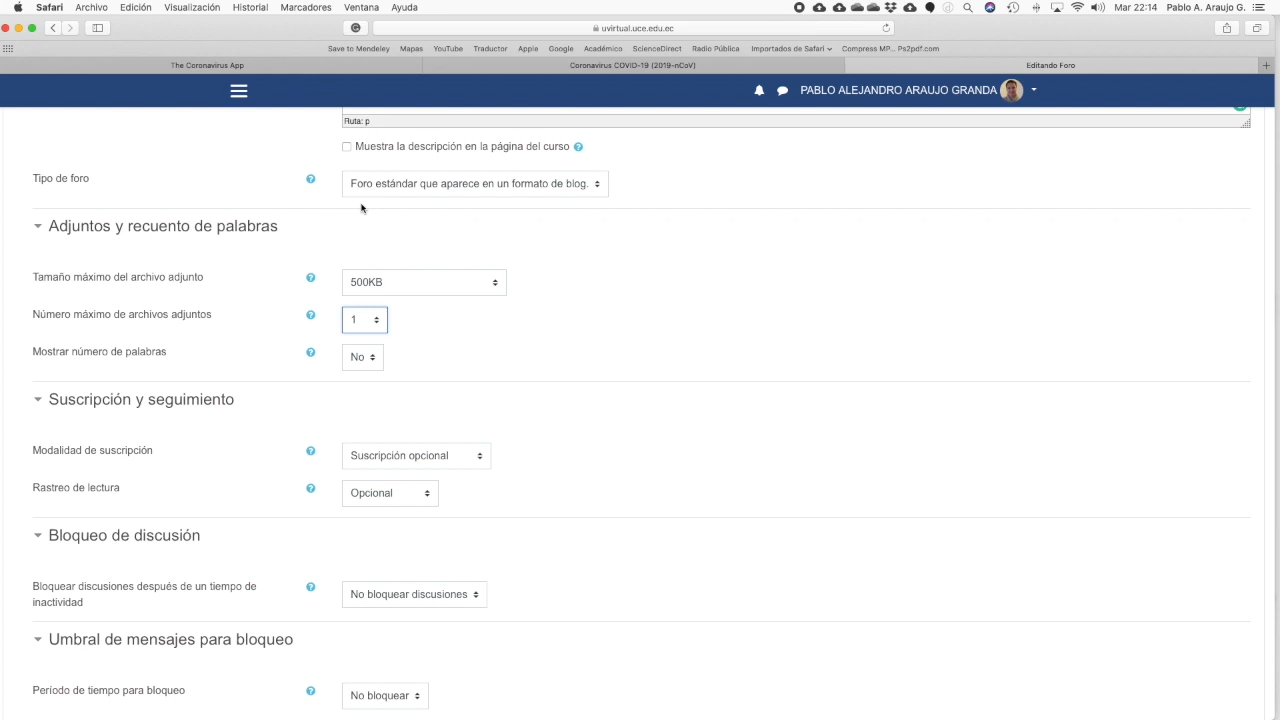 Safari Archivo Edición Visualización Historial Marcadores Ventana Ayuda Mar 22:14 Pablo A. Araujo G.
uvirtual.uce.edu.ec
Save to Mendeley Mapas YouTube Traductor Apple Google Académico ScienceDirect Radio Pública Importados de Safari Compress MP... Ps2pdf.com
The Coronavirus App Coronavirus COVID-19 (2019-nCoV) Editando Foro
PABLO ALEJANDRO ARAUJO GRANDA
Ruta: p
Muestra la descripción en la página del curso
Tipo de foro Foro estándar que aparece en un formato de blog.
Adjuntos y recuento de palabras
Tamaño máximo del archivo adjunto 500KB
Número máximo de archivos adjuntos 1
Mostrar número de palabras No
Suscripción y seguimiento
Modalidad de suscripción Suscripción opcional
Rastreo de lectura Opcional
Bloqueo de discusión
Bloquear discusiones después de un tiempo de
inactividad No bloquear discusiones
Umbral de mensajes para bloqueo
Período de tiempo para bloqueo No bloquear